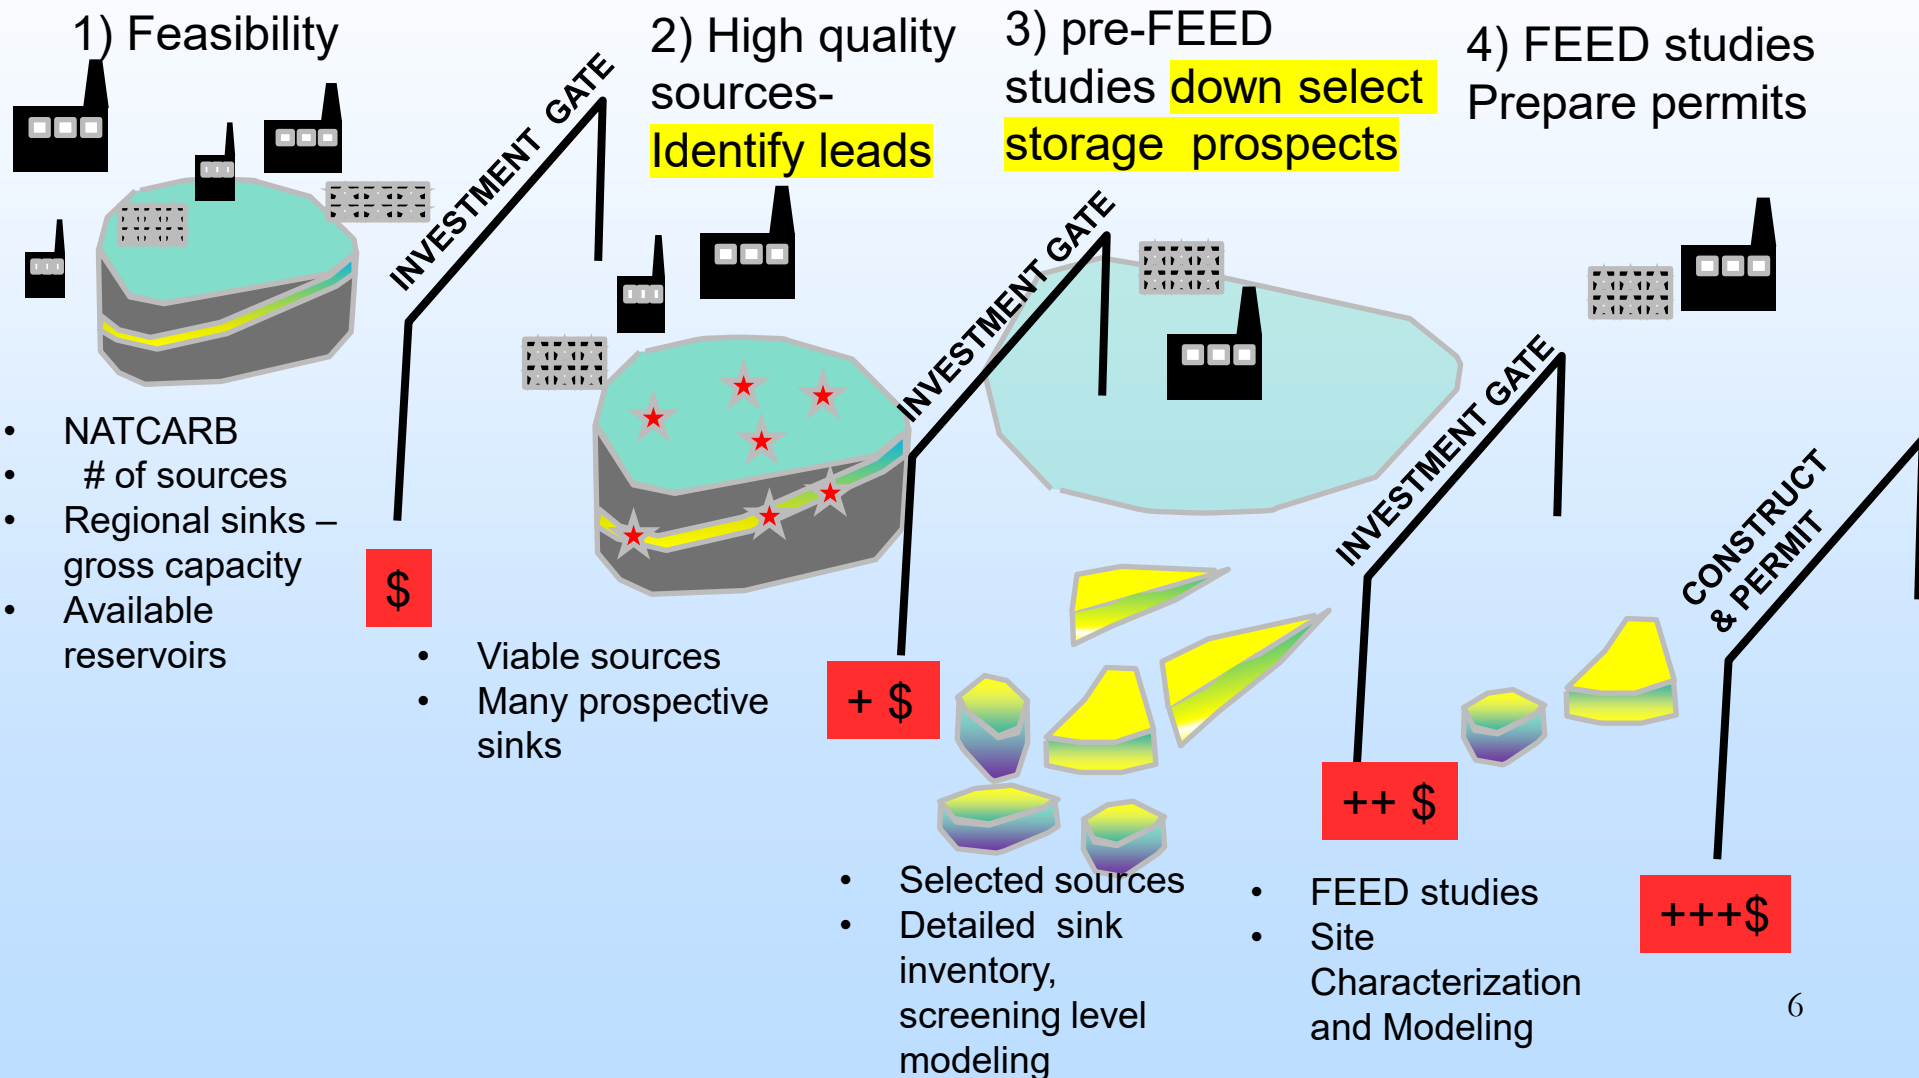 1) Feasibility
INVESTMENT GATE
• NATCARB
• # of sources
• Regional sinks –
gross capacity
• Available
reservoirs
$
2) High quality
sources-
Identify leads
INVESTMENT GATE
• Viable sources
• Many prospective
sinks
+ $
3) pre-FEED
studies down select
storage prospects
INVESTMENT GATE
• Selected sources
• Detailed sink
inventory,
screening level
modeling
++ $
4) FEED studies
Prepare permits
CONSTRUCT
& PERMIT
• FEED studies
• Site
Characterization
and Modeling
+++$
6